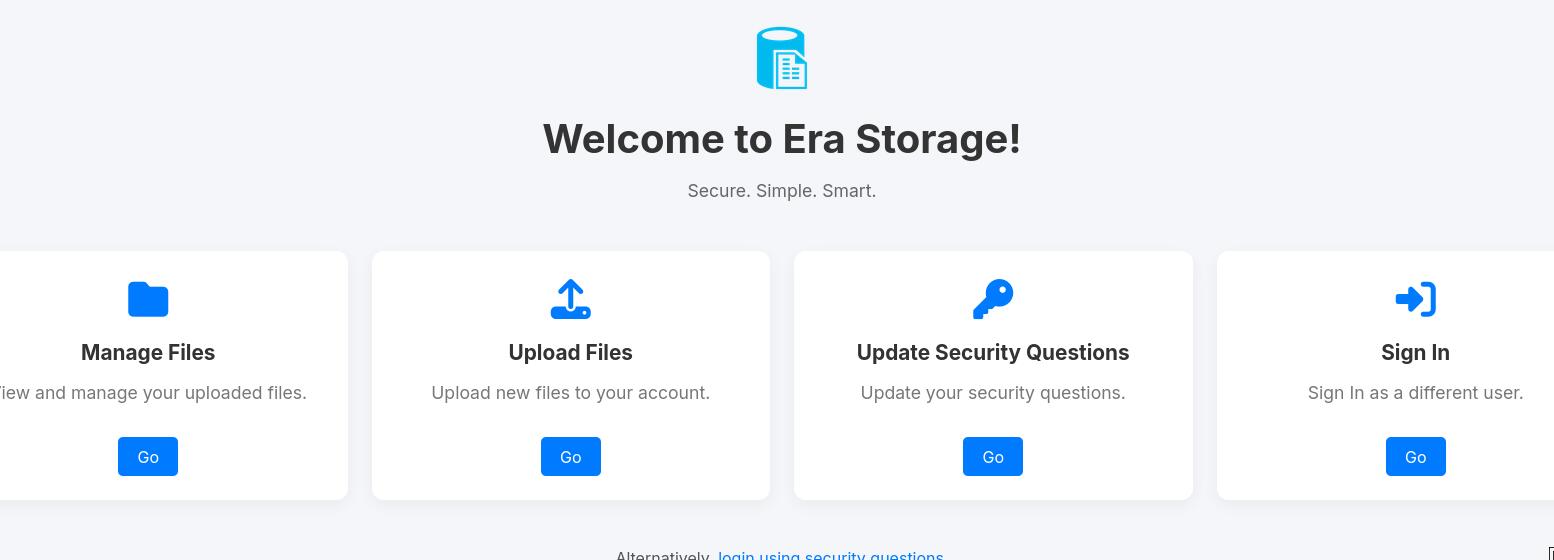 Welcome to Era Storage!
Secure. Simple. Smart.
Manage Files
View and manage your uploaded files.
Go
Upload Files
Upload new files to your account.
Go
Update Security Questions
Update your security questions.
Go
Sign In
Sign In as a different user.
Go
Alternatively, login using security questions